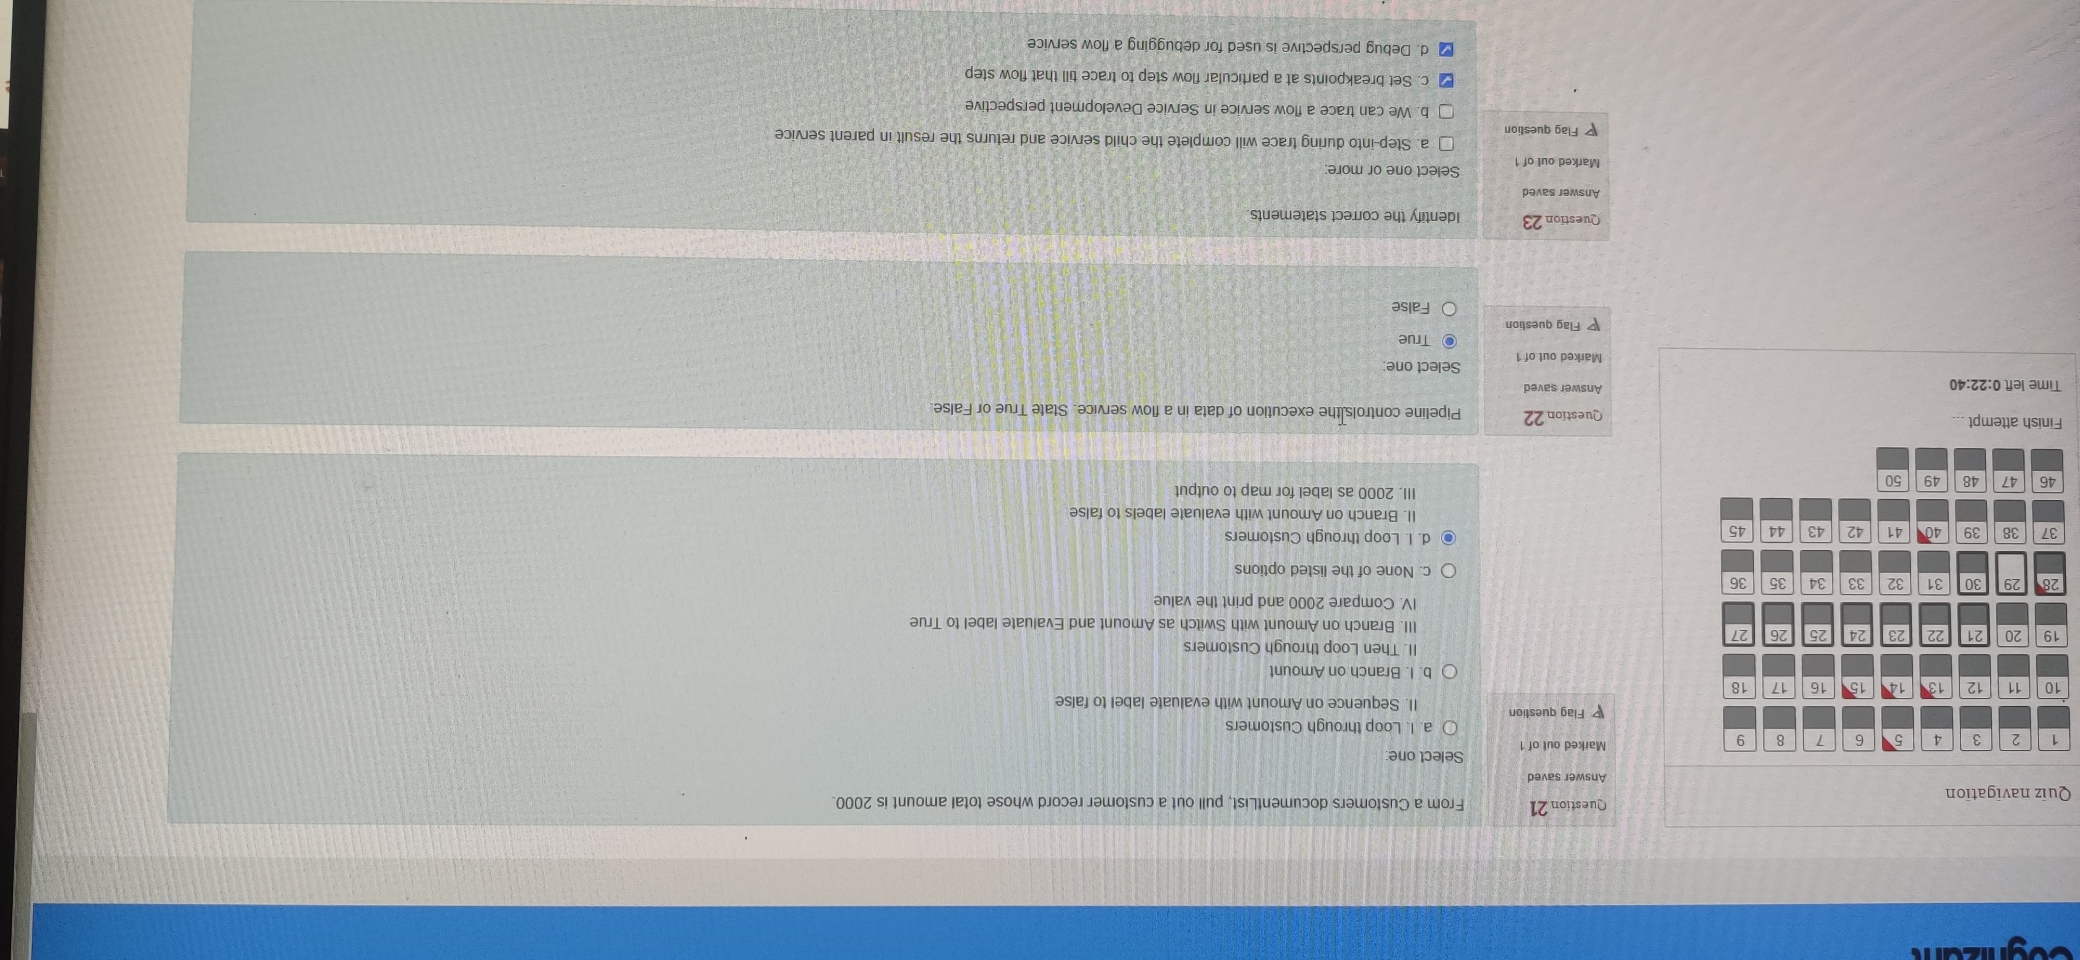 Cognizant
Quiz navigation
1 2 3 4 5 6 7 8 9
10 11 12 13 14 15 16 17 18
19 20 21 22 23 24 25 26 27
28 29 30 31 32 33 34 35 36
37 38 39 40 41 42 43 44 45
46 47 48 49 50
Finish attempt ...
Time left 0:22:40
Question 21
Answer saved
Marked out of 1
Flag question
From a Customers documentList, pull out a customer record whose total amount is 2000.
Select one:
a. I. Loop through Customers
II. Sequence on Amount with evaluate label to false
b. I. Branch on Amount
II. Then Loop through Customers
III. Branch on Amount with Switch as Amount and Evaluate label to True
IV. Compare 2000 and print the value
c. None of the listed options
d. I. Loop through Customers
II. Branch on Amount with evaluate labels to false
III. 2000 as label for map to output
Question 22
Answer saved
Marked out of 1
Flag question
Pipeline controls the execution of data in a flow service. State True or False.
Select one:
True
False
Question 23
Answer saved
Marked out of 1
Flag question
Identify the correct statements.
Select one or more:
a. Step-into during trace will complete the child service and returns the result in parent service
b. We can trace a flow service in Service Development perspective
c. Set breakpoints at a particular flow step to trace till that flow step
d. Debug perspective is used for debugging a flow service